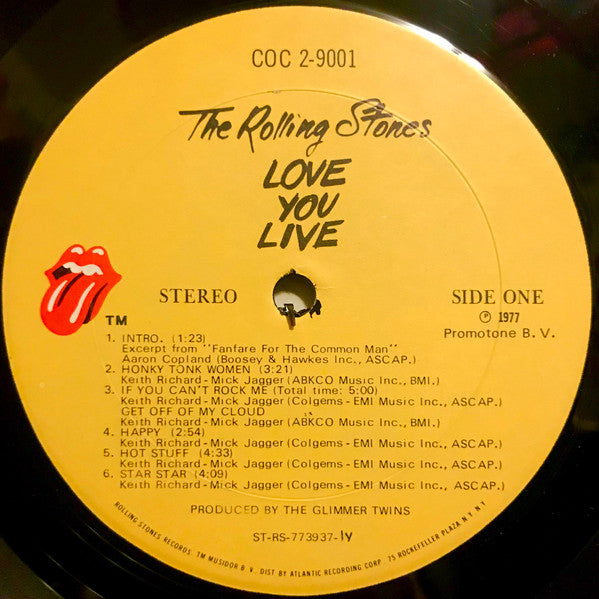 COC 2-9001
The Rolling Stones
LOVE
YOU
LIVE
TM
STEREO
SIDE ONE
℗ 1977
Promotone B. V.
1. INTRO. (1:23)
Excerpt from "Fanfare For The Common Man"
Aaron Copland (Boosey & Hawkes Inc., ASCAP.)
2. HONKY TONK WOMEN (3:21)
Keith Richard - Mick Jagger (ABKCO Music Inc., BMI.)
3. IF YOU CAN'T ROCK ME (Total time: 5:00)
Keith Richard - Mick Jagger (Colgems - EMI Music Inc., ASCAP.)
GET OFF OF MY CLOUD
Keith Richard - Mick Jagger (ABKCO Music Inc., BMI.)
4. HAPPY (2:54)
Keith Richard - Mick Jagger (Colgems - EMI Music Inc., ASCAP.)
5. HOT STUFF (4:33)
Keith Richard - Mick Jagger (Colgems - EMI Music Inc., ASCAP.)
6. STAR STAR (4:09)
Keith Richard - Mick Jagger (Colgems - EMI Music Inc., ASCAP.)
PRODUCED BY THE GLIMMER TWINS
ST-RS-773937-1y
ROLLING STONES RECORDS. TM MUSIDOR B. V. DIST BY ATLANTIC RECORDING CORP. 75 ROCKEFELLER PLAZA N.Y. N.Y